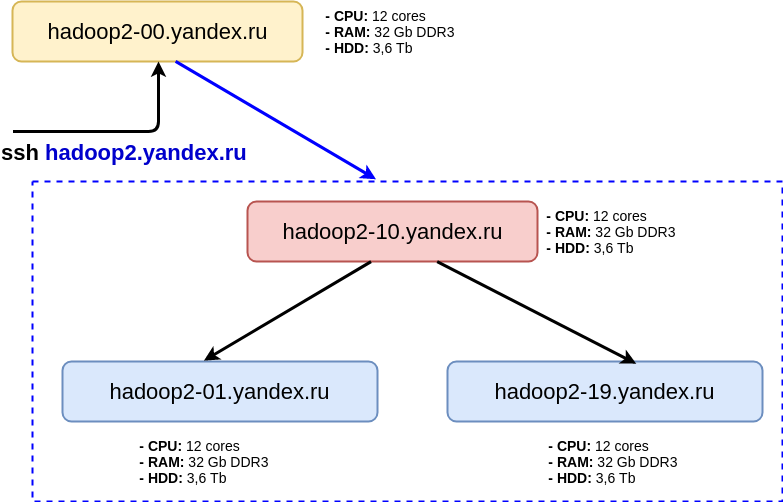 hadoop2-00.yandex.ru
- CPU: 12 cores
- RAM: 32 Gb DDR3
- HDD: 3,6 Tb
ssh hadoop2.yandex.ru
hadoop2-10.yandex.ru
- CPU: 12 cores
- RAM: 32 Gb DDR3
- HDD: 3,6 Tb
hadoop2-01.yandex.ru
- CPU: 12 cores
- RAM: 32 Gb DDR3
- HDD: 3,6 Tb
hadoop2-19.yandex.ru
- CPU: 12 cores
- RAM: 32 Gb DDR3
- HDD: 3,6 Tb